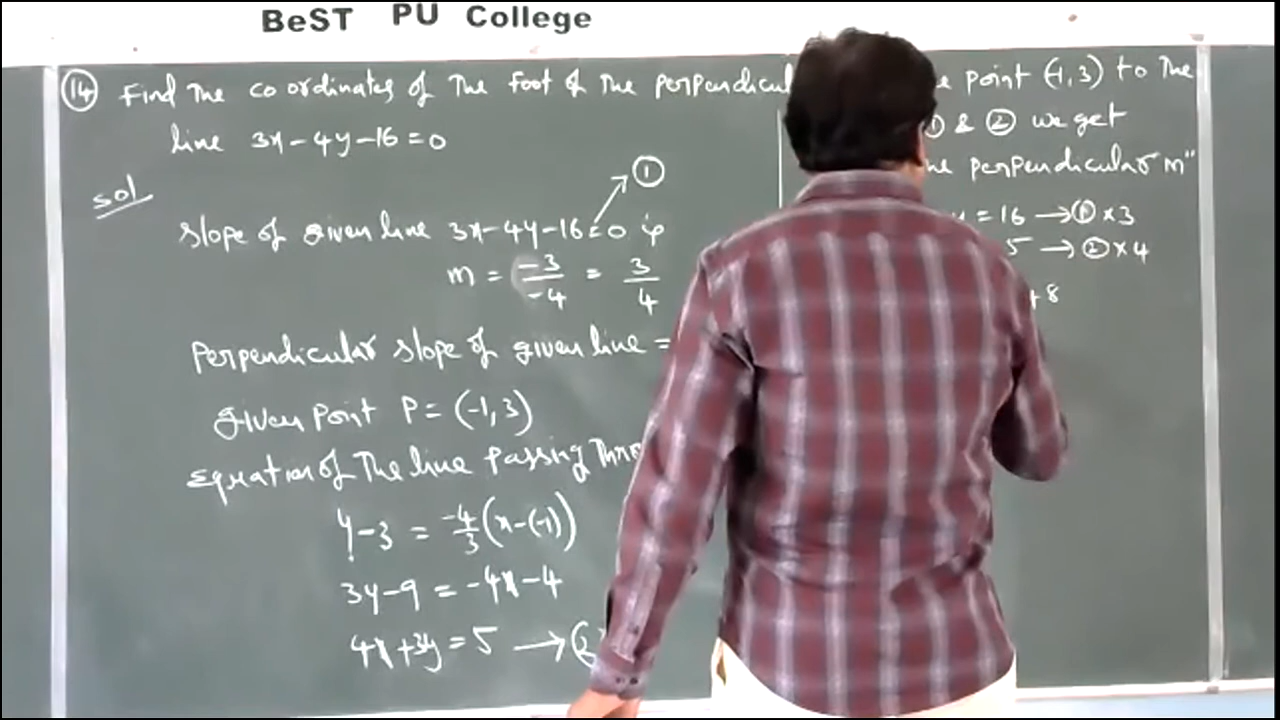 BeST PU College
14 Find The co ordinates of The foot of The perpendicul point (-1,3) to The
line 3x-4y-16=0
① & ② we get
perpendicular m"
sol
①
slope of given line 3x-4y-16=0 is
= 16 → ① ×3
5 → ② ×4
m = -3/-4 = 3/4
8
Perpendicular slope of given line =
given point P = (-1,3)
Equation of The line passing
y-3 = -4/3 (x-(-1))
3y-9 = -4x-4
4x+3y = 5 →